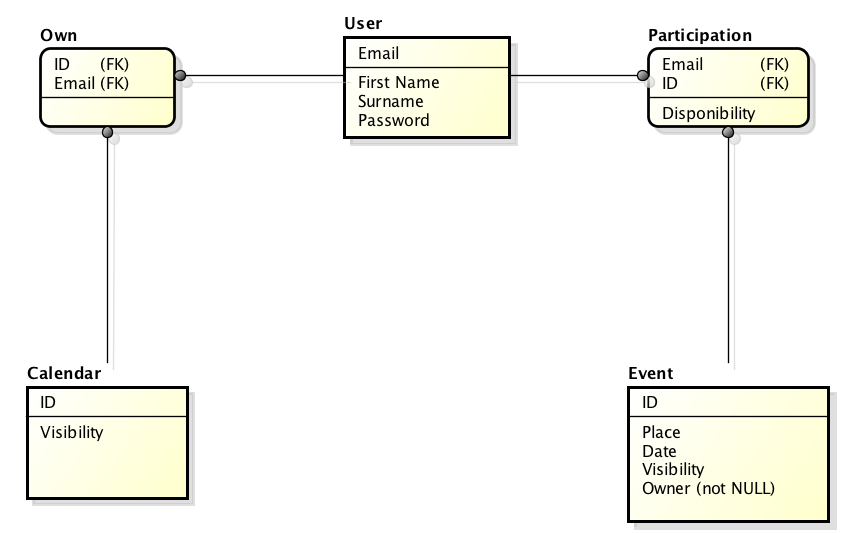 Own
ID (FK)
Email (FK)
User
Email
First Name
Surname
Password
Participation
Email (FK)
ID (FK)
Disponibility
Calendar
ID
Visibility
Event
ID
Place
Date
Visibility
Owner (not NULL)